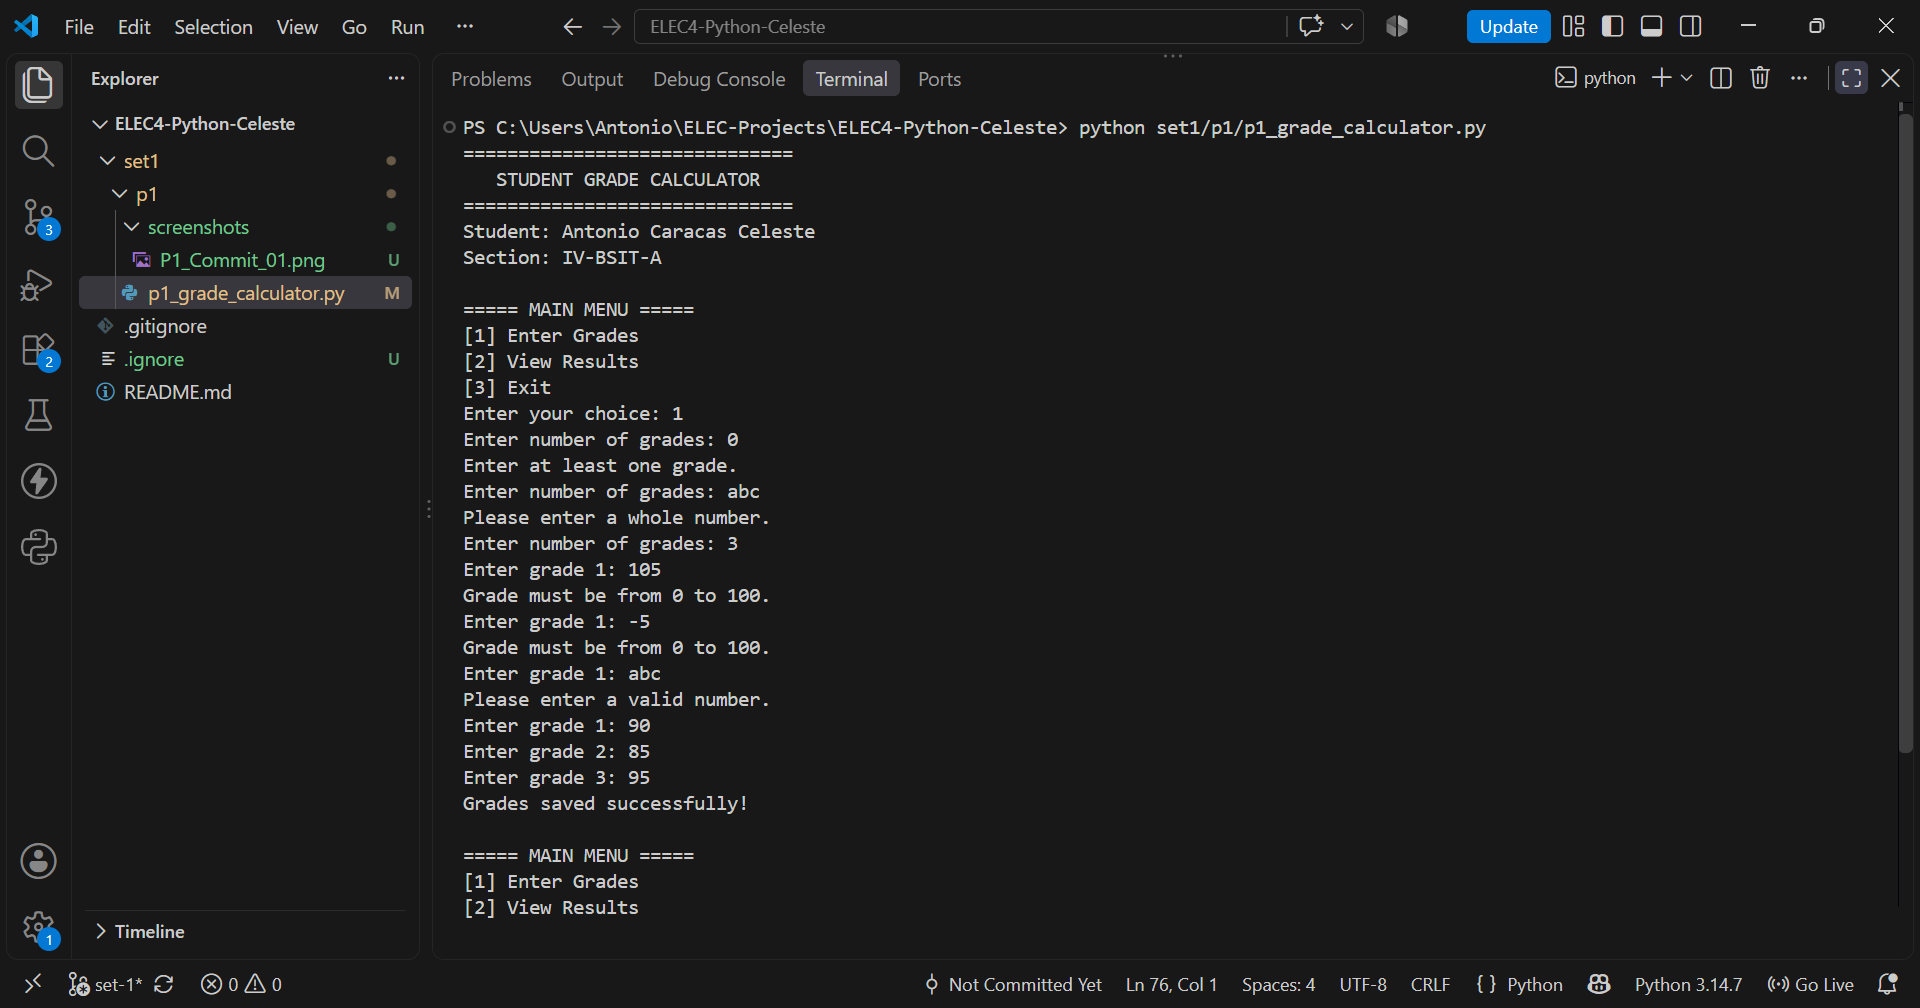 File Edit Selection View Go Run ELEC4-Python-Celeste Update
Explorer
ELEC4-Python-Celeste
set1
p1
screenshots
P1_Commit_01.png U
p1_grade_calculator.py M
.gitignore
.ignore U
README.md
3
2
1
Timeline
Problems Output Debug Console Terminal Ports python
PS C:\Users\Antonio\ELEC-Projects\ELEC4-Python-Celeste> python set1/p1/p1_grade_calculator.py
==============================
STUDENT GRADE CALCULATOR
==============================
Student: Antonio Caracas Celeste
Section: IV-BSIT-A
===== MAIN MENU =====
[1] Enter Grades
[2] View Results
[3] Exit
Enter your choice: 1
Enter number of grades: 0
Enter at least one grade.
Enter number of grades: abc
Please enter a whole number.
Enter number of grades: 3
Enter grade 1: 105
Grade must be from 0 to 100.
Enter grade 1: -5
Grade must be from 0 to 100.
Enter grade 1: abc
Please enter a valid number.
Enter grade 1: 90
Enter grade 2: 85
Enter grade 3: 95
Grades saved successfully!
===== MAIN MENU =====
[1] Enter Grades
[2] View Results
set-1* 0 0 Not Committed Yet Ln 76, Col 1 Spaces: 4 UTF-8 CRLF { } Python Python 3.14.7 Go Live